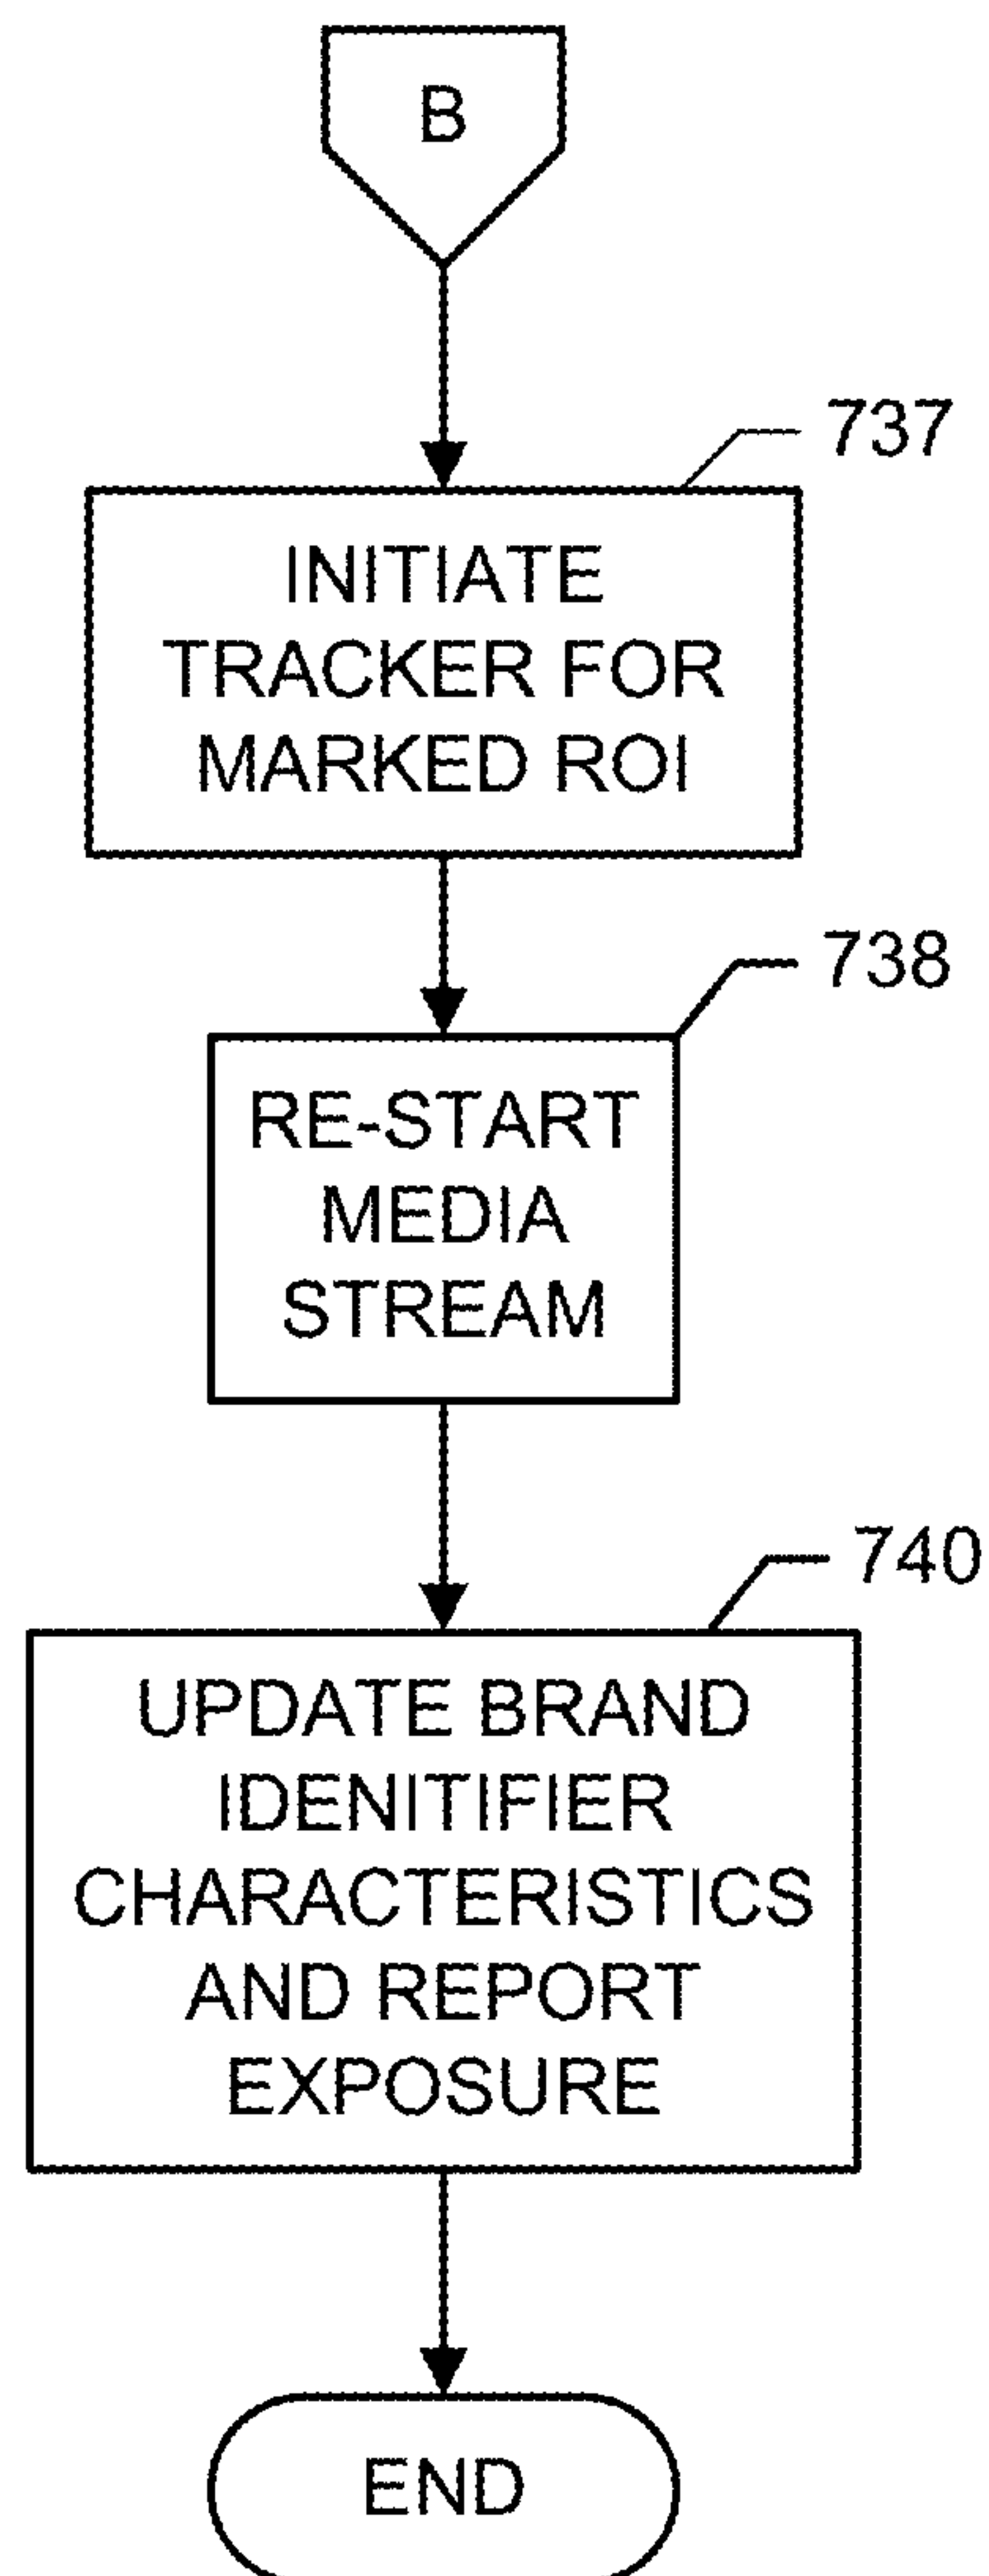 B
737
INITIATE
TRACKER FOR
MARKED ROI
738
RE-START
MEDIA
STREAM
740
UPDATE BRAND
IDENITIFIER
CHARACTERISTICS
AND REPORT
EXPOSURE
END